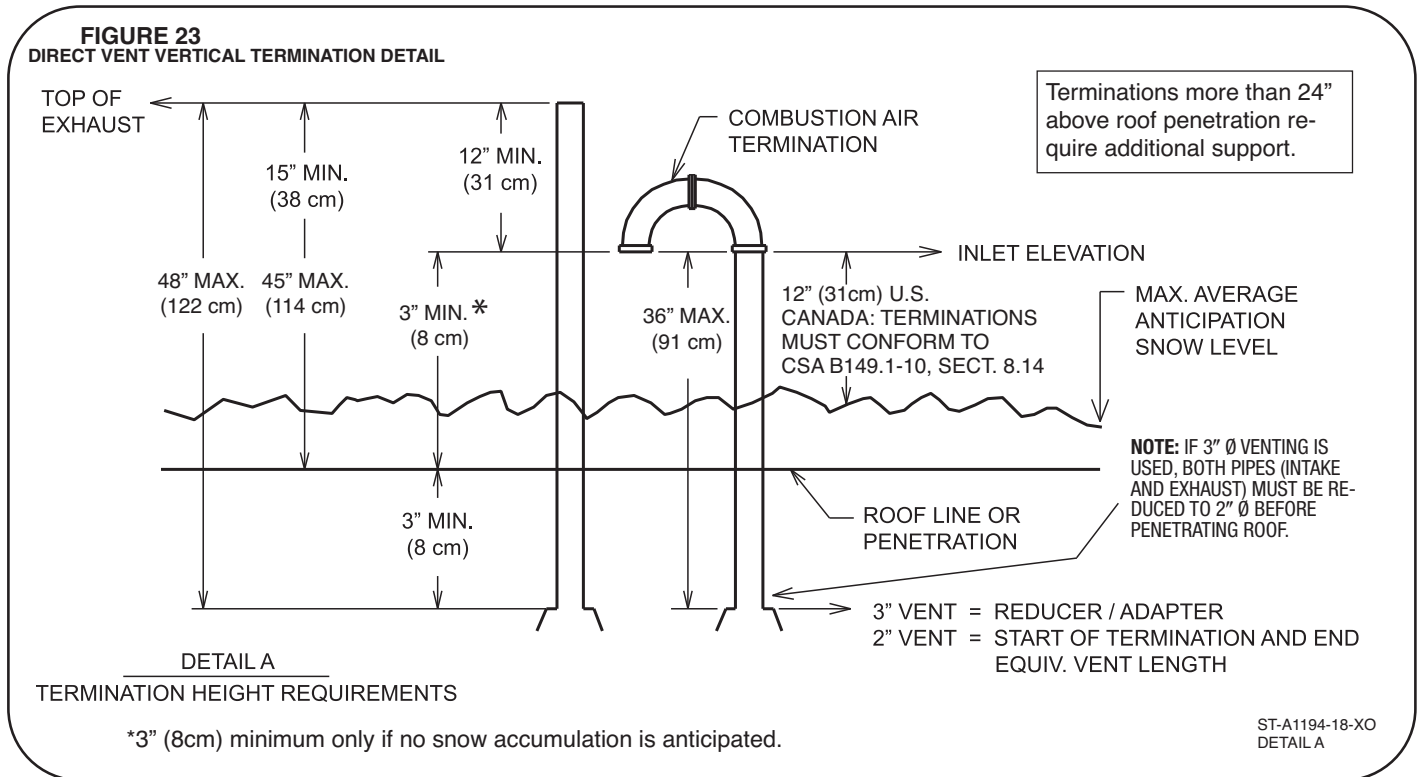 FIGURE 23
DIRECT VENT VERTICAL TERMINATION DETAIL
TOP OF
EXHAUST
15” MIN.
(38 cm)
12” MIN.
(31 cm)
COMBUSTION AIR
TERMINATION
Terminations more than 24”
above roof penetration re-
quire additional support.
INLET ELEVATION
48” MAX.
(122 cm)
45” MAX.
(114 cm)
3” MIN. *
(8 cm)
36” MAX.
(91 cm)
12” (31cm) U.S.
CANADA: TERMINATIONS
MUST CONFORM TO
CSA B149.1-10, SECT. 8.14
MAX. AVERAGE
ANTICIPATION
SNOW LEVEL
NOTE: IF 3” Ø VENTING IS
USED, BOTH PIPES (INTAKE
AND EXHAUST) MUST BE RE-
DUCED TO 2” Ø BEFORE
PENETRATING ROOF.
3” MIN.
(8 cm)
ROOF LINE OR
PENETRATION
3” VENT = REDUCER / ADAPTER
2” VENT = START OF TERMINATION AND END
EQUIV. VENT LENGTH
DETAIL A
TERMINATION HEIGHT REQUIREMENTS
*3” (8cm) minimum only if no snow accumulation is anticipated.
ST-A1194-18-XO
DETAIL A